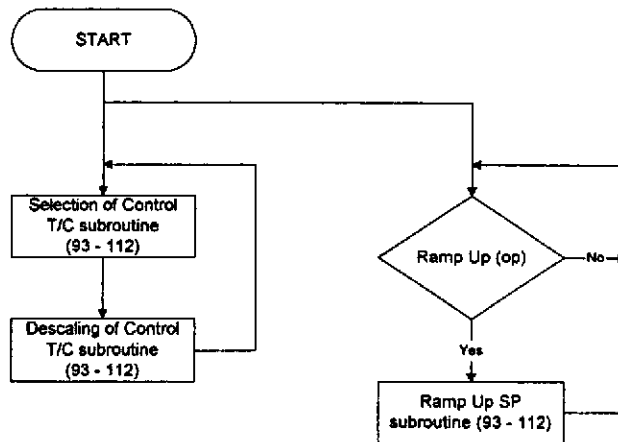 START
Selection of Control
T/C subroutine
(93 - 112)
Descaling of Control
T/C subroutine
(93 - 112)
Ramp Up (op)
No
Yes
Ramp Up SP
subroutine (93 - 112)